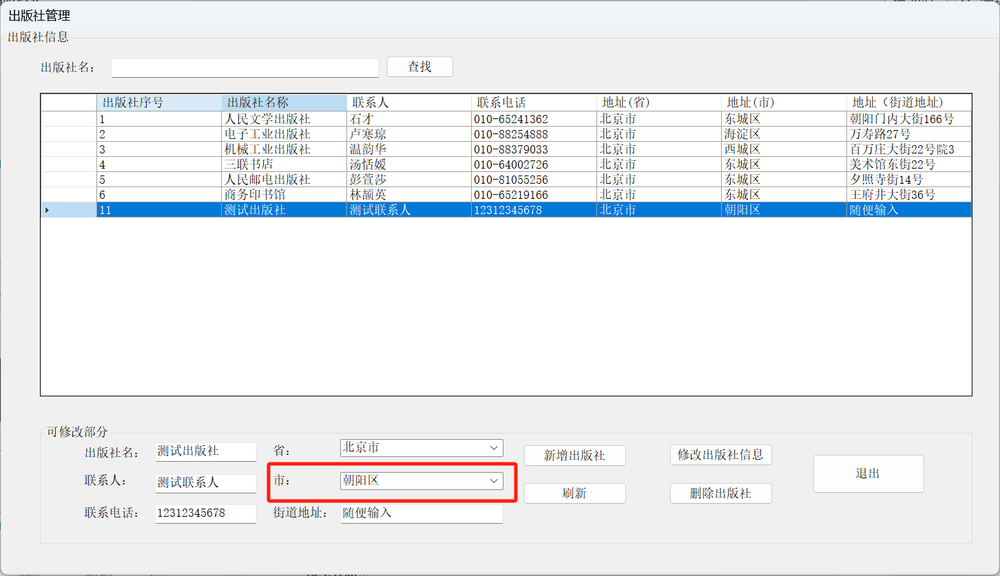 出版社管理
出版社信息
出版社名： 查找
出版社序号 出版社名称 联系人 联系电话 地址(省) 地址(市) 地址（街道地址)
1 人民文学出版社 石才 010-65241362 北京市 东城区 朝阳门内大街166号
2 电子工业出版社 卢寒琼 010-88254888 北京市 海淀区 万寿路27号
3 机械工业出版社 温韵华 010-88379033 北京市 西城区 百万庄大街22号院3
4 三联书店 汤恬媛 010-64002726 北京市 东城区 美术馆东街22号
5 人民邮电出版社 彭萱莎 010-81055256 北京市 东城区 夕照寺街14号
6 商务印书馆 林颉英 010-65219166 北京市 东城区 王府井大街36号
11 测试出版社 测试联系人 12312345678 北京市 朝阳区 随便输入
可修改部分
出版社名： 测试出版社 省： 北京市 新增出版社 修改出版社信息
联系人： 测试联系人 市： 朝阳区 退出
刷新 删除出版社
联系电话： 12312345678 街道地址： 随便输入